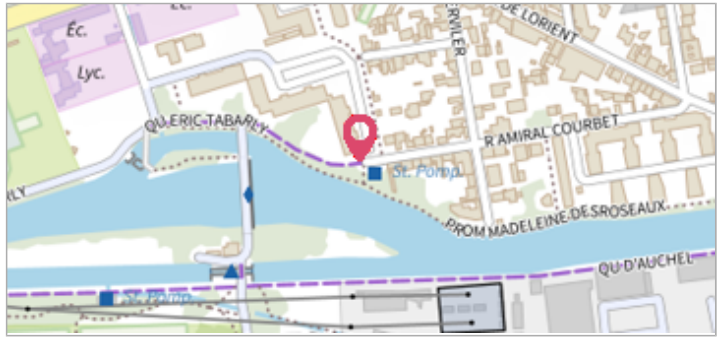 Éc.
Lyc.
ERVILER
DE LORIENT
QU ERIC TABARLY
R AMIRAL COURBET
St. Pomp.
RLY
PROM MADELEINE DESROSEAUX
QU D'AUCHEL
St. Pomp.